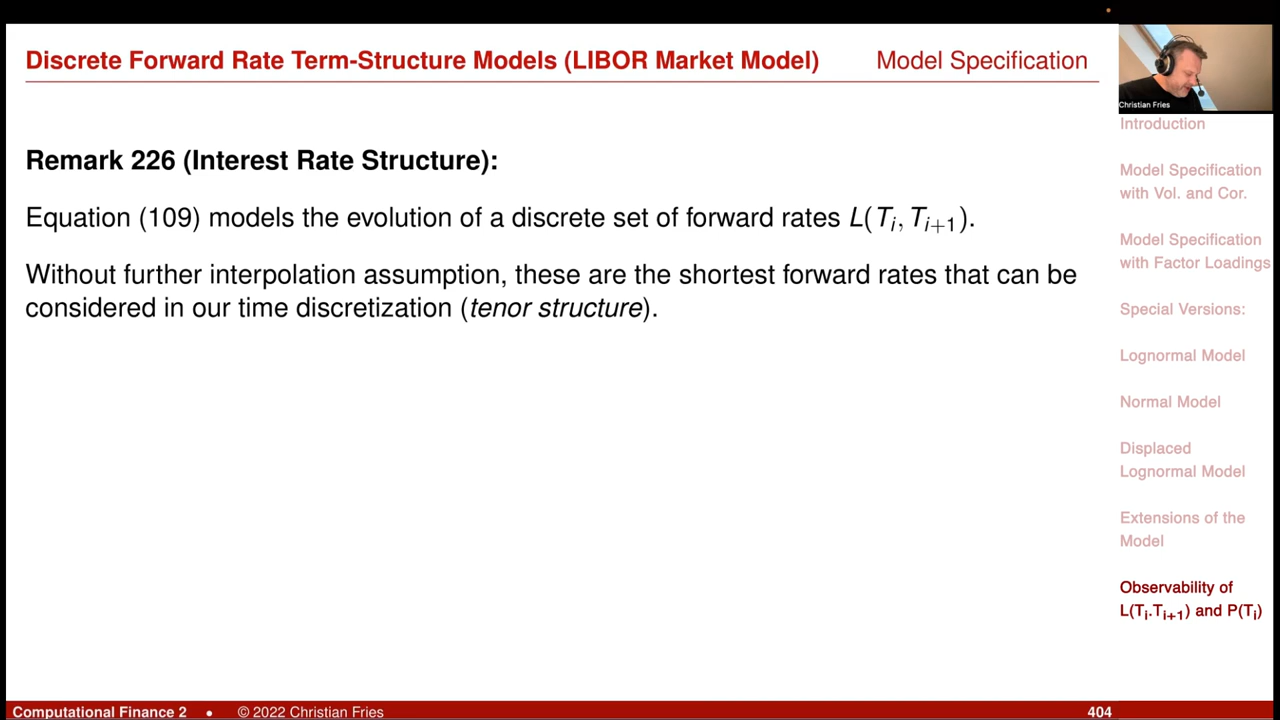 Discrete Forward Rate Term-Structure Models (LIBOR Market Model) Model Specification
Christian Fries
Remark 226 (Interest Rate Structure):
Equation (109) models the evolution of a discrete set of forward rates L(Tᵢ, Tᵢ₊₁).
Without further interpolation assumption, these are the shortest forward rates that can be
considered in our time discretization (tenor structure).
Introduction
Model Specification
with Vol. and Cor.
Model Specification
with Factor Loadings
Special Versions:
Lognormal Model
Normal Model
Displaced
Lognormal Model
Extensions of the
Model
Observability of
L(Tᵢ.Tᵢ₊₁) and P(Tᵢ)
Computational Finance 2 • © 2022 Christian Fries 404